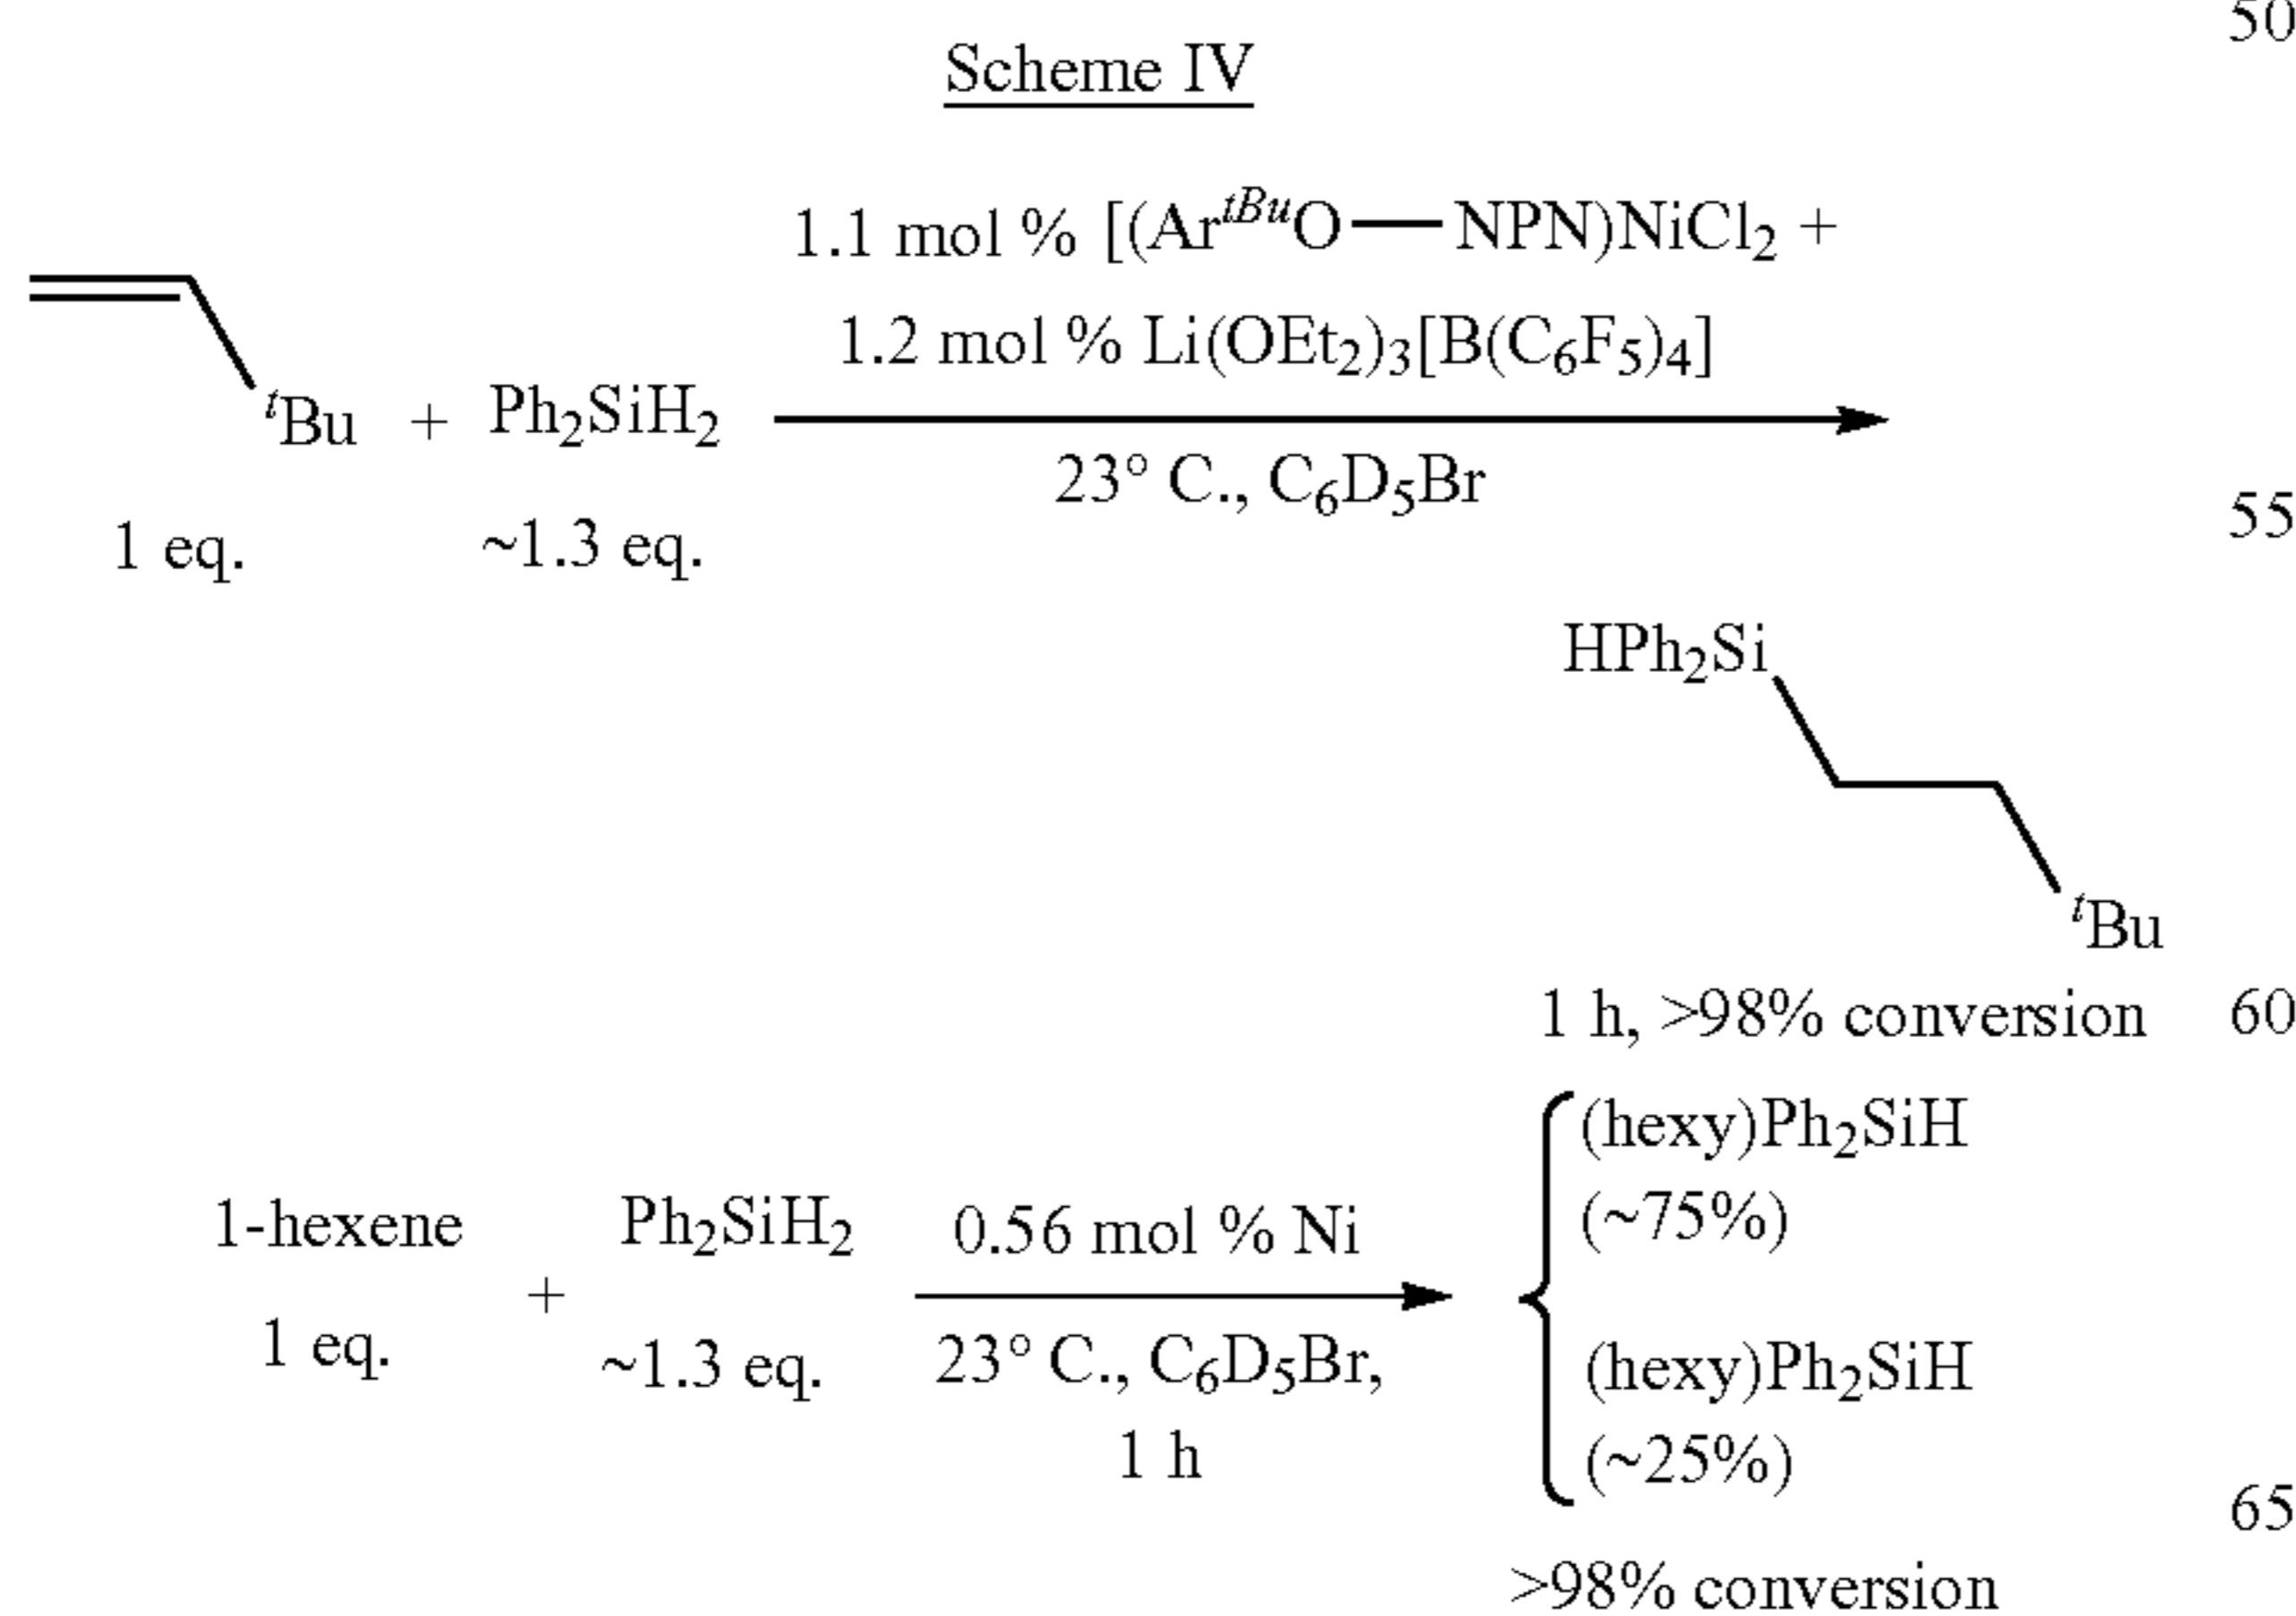 50
Scheme IV
1.1 mol % [(Ar^tBuO—NPN)NiCl₂ +
1.2 mol % Li(OEt₂)₃[B(C₆F₅)₄]
ᵗBu + Ph₂SiH₂
23° C., C₆D₅Br
1 eq. ~1.3 eq.
55
HPh₂Si
ᵗBu
1 h, >98% conversion
60
(hexy)Ph₂SiH
(~75%)
1-hexene + Ph₂SiH₂
0.56 mol % Ni
1 eq. ~1.3 eq.
23° C., C₆D₅Br,
1 h
(hexy)Ph₂SiH
(~25%)
65
>98% conversion